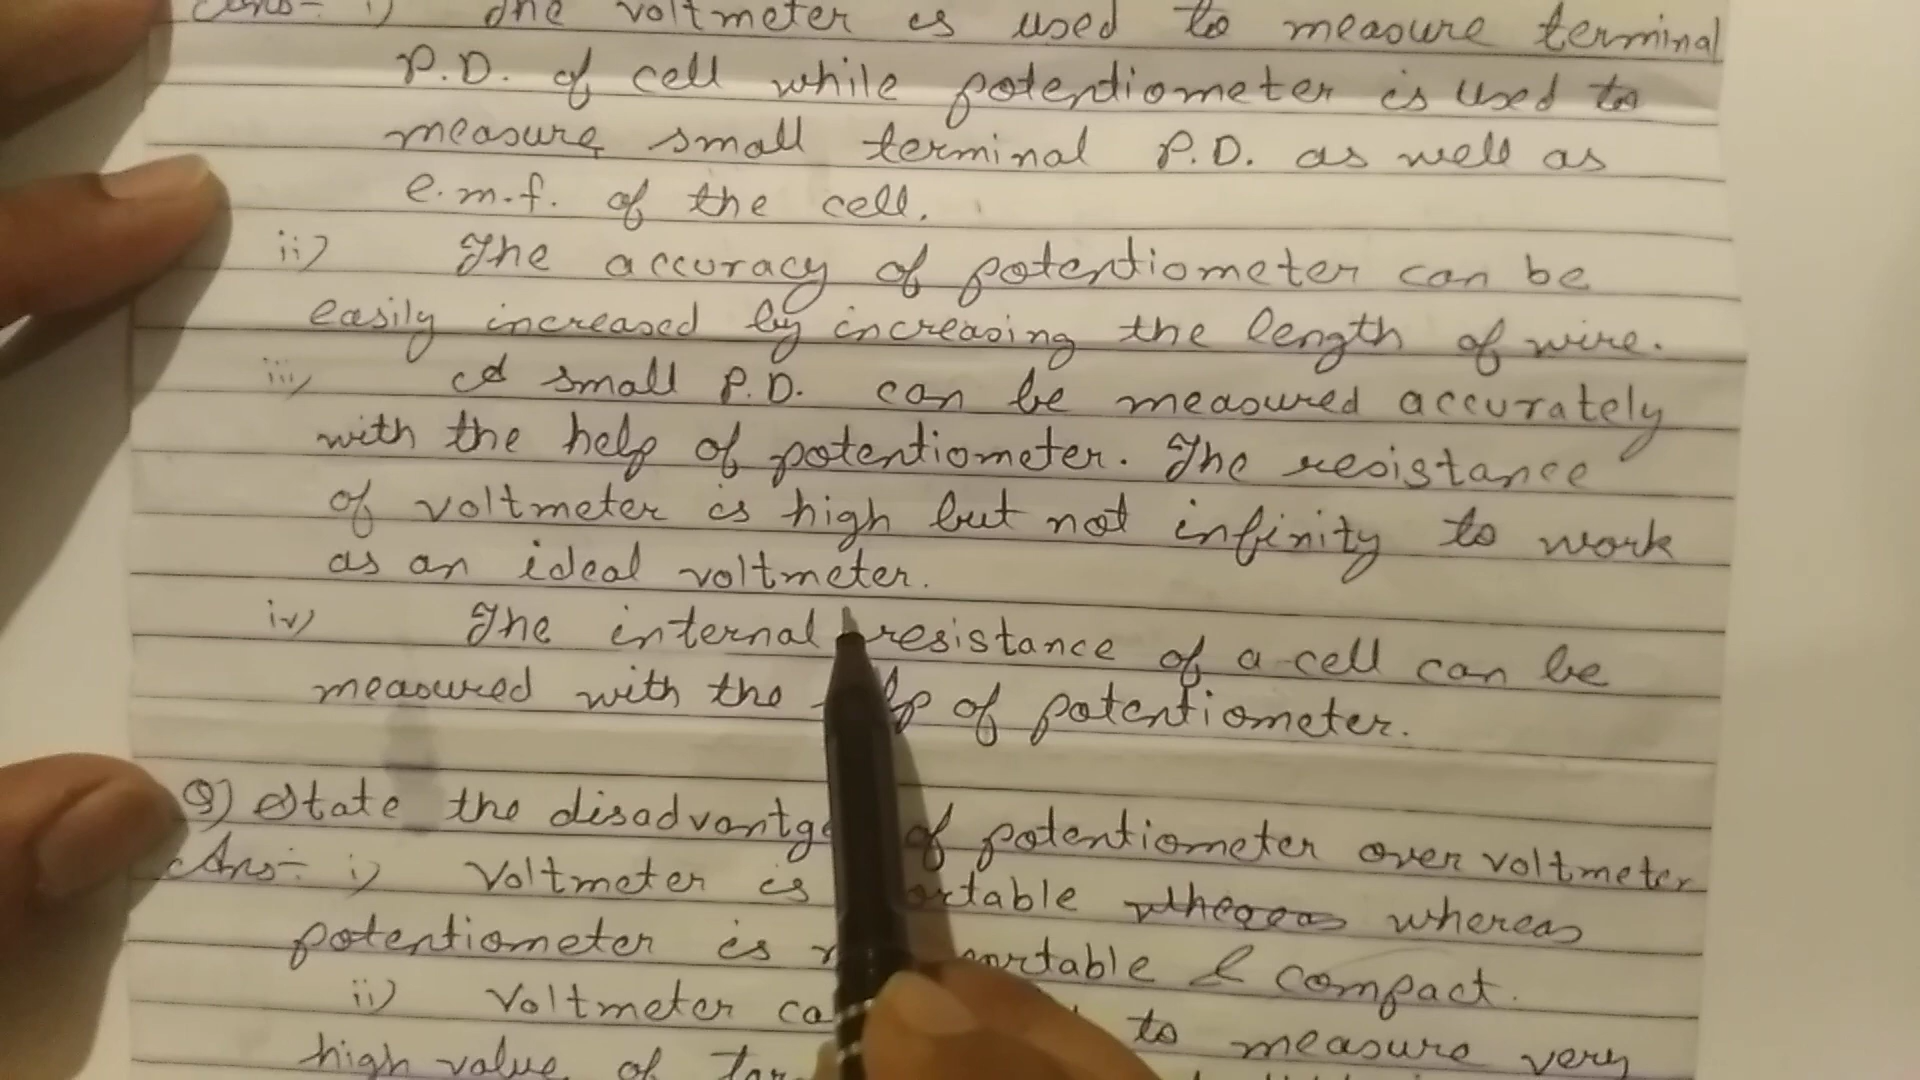 Ans- i) The voltmeter is used to measure terminal
P.D. of cell while potentiometer is used to
measure small terminal P.D. as well as
e.m.f. of the cell.
ii) The accuracy of potentiometer can be
easily increased by increasing the length of wire.
iii) A small P.D. can be measured accurately
with the help of potentiometer. The resistance
of voltmeter is high but not infinity to work
as an ideal voltmeter.
iv) The internal resistance of a cell can be
measured with the of potentiometer.
Q) State the disadvantge of potentiometer over voltmeter
Ans- i) Voltmeter is whereas
potentiometer is & compact.
ii) Voltmeter to measure very
high value of